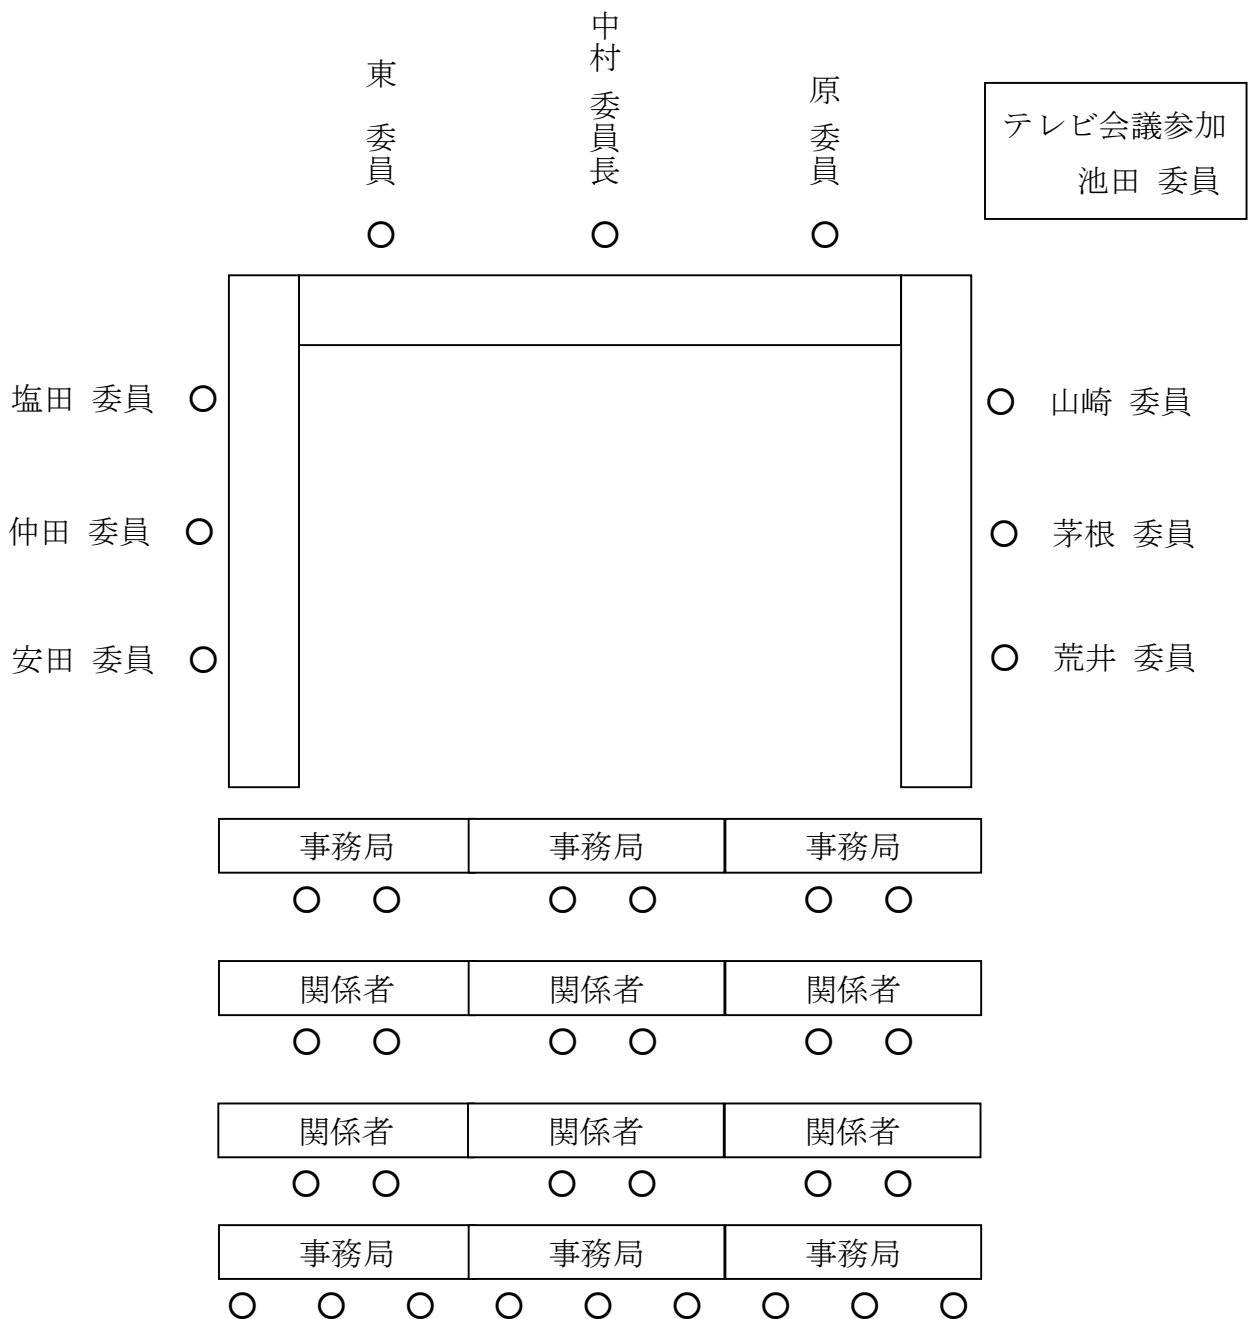 東 委員
中村 委員長
原 委員
テレビ会議参加
池田 委員
塩田 委員
山崎 委員
仲田 委員
茅根 委員
安田 委員
荒井 委員
事務局 事務局 事務局
関係者 関係者 関係者
関係者 関係者 関係者
事務局 事務局 事務局